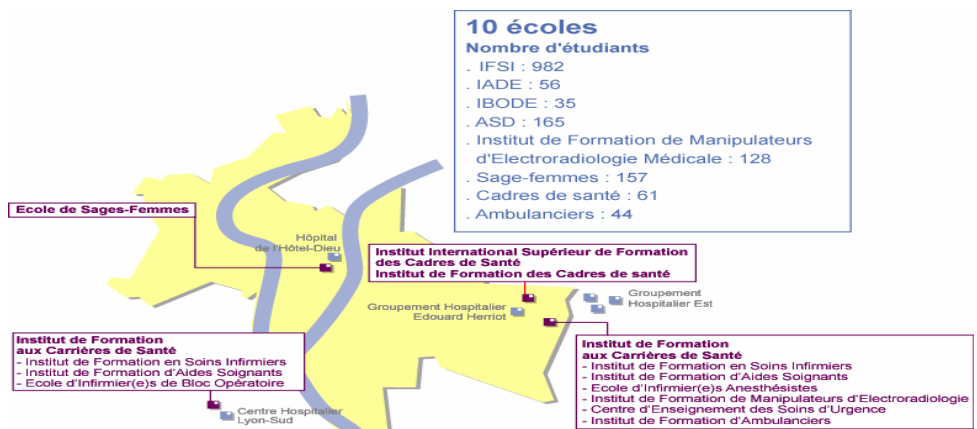 10 écoles
Nombre d'étudiants
. IFSI : 982
. IADE : 56
. IBODE : 35
. ASD : 165
. Institut de Formation de Manipulateurs
d'Electroradiologie Médicale : 128
. Sage-femmes : 157
. Cadres de santé : 61
. Ambulanciers : 44
Ecole de Sages-Femmes
Hôpital
de l'Hôtel-Dieu
Institut International Supérieur de Formation
des Cadres de Santé
Institut de Formation des Cadres de santé
Groupement Hospitalier
Edouard Herriot
Groupement
Hospitalier Est
Institut de Formation
aux Carrières de Santé
- Institut de Formation en Soins Infirmiers
- Institut de Formation d'Aides Soignants
- Ecole d'Infirmier(e)s de Bloc Opératoire
Centre Hospitalier
Lyon-Sud
Institut de Formation
aux Carrières de Santé
- Institut de Formation en Soins Infirmiers
- Institut de Formation d'Aides Soignants
- Ecole d'Infirmier(e)s Anesthésistes
- Institut de Formation de Manipulateurs d'Electroradiologie
- Centre d'Enseignement des Soins d'Urgence
- Institut de Formation d'Ambulanciers